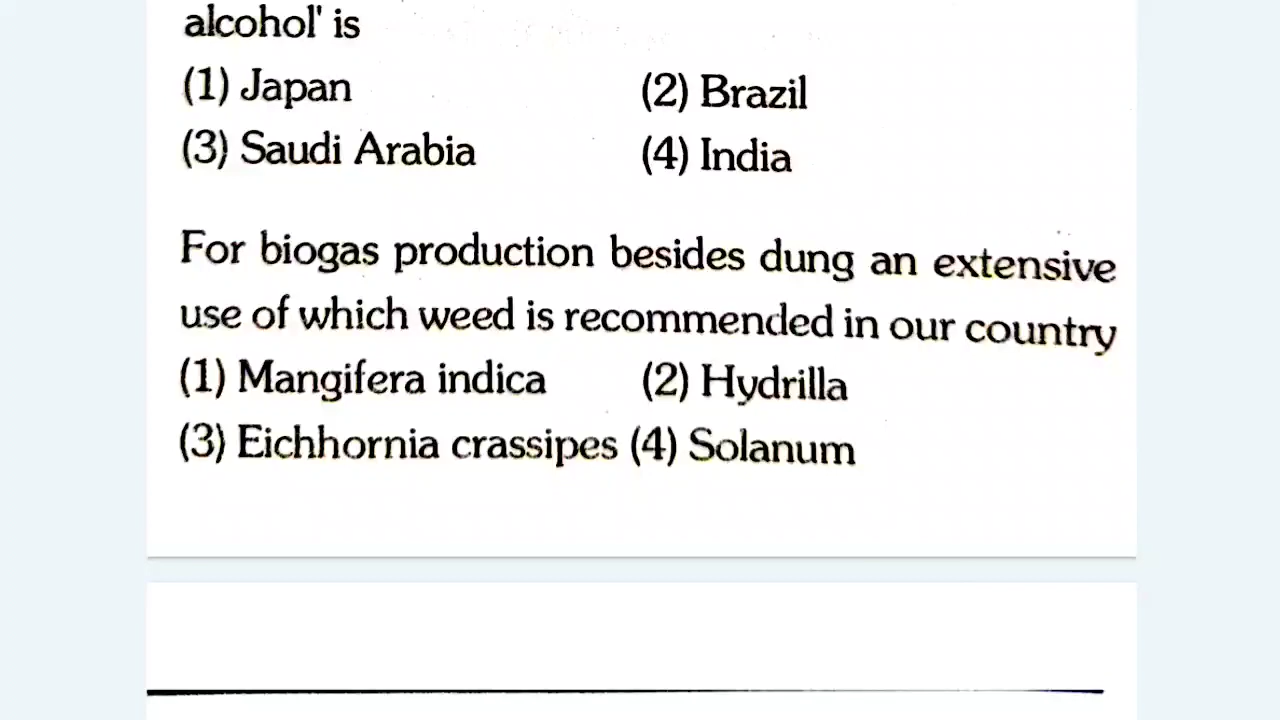 alcohol' is
(1) Japan (2) Brazil
(3) Saudi Arabia (4) India
For biogas production besides dung an extensive
use of which weed is recommended in our country
(1) Mangifera indica (2) Hydrilla
(3) Eichhornia crassipes (4) Solanum